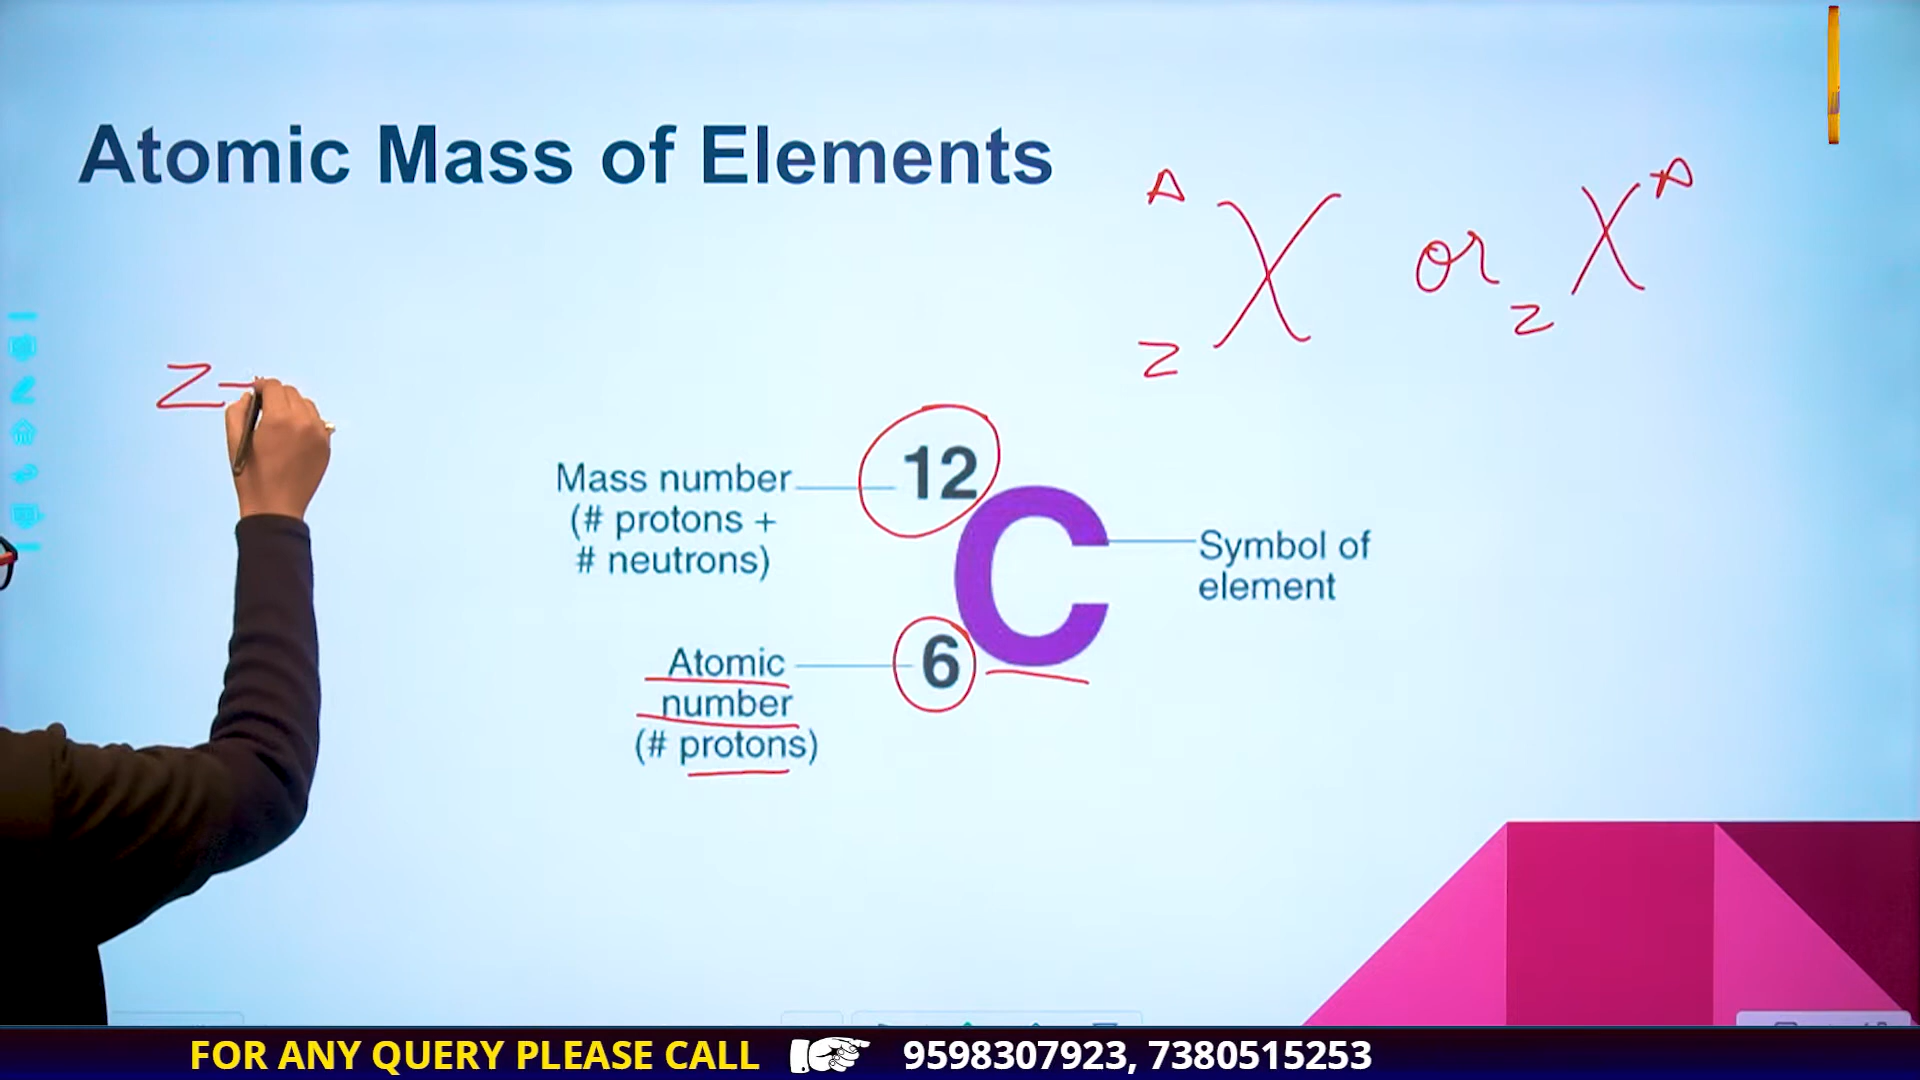 Atomic Mass of Elements
A
Z X or Z X A
Z-
12
Mass number
(# protons +
# neutrons)
C
Symbol of
element
Atomic
number
(# protons)
6
FOR ANY QUERY PLEASE CALL 9598307923, 7380515253